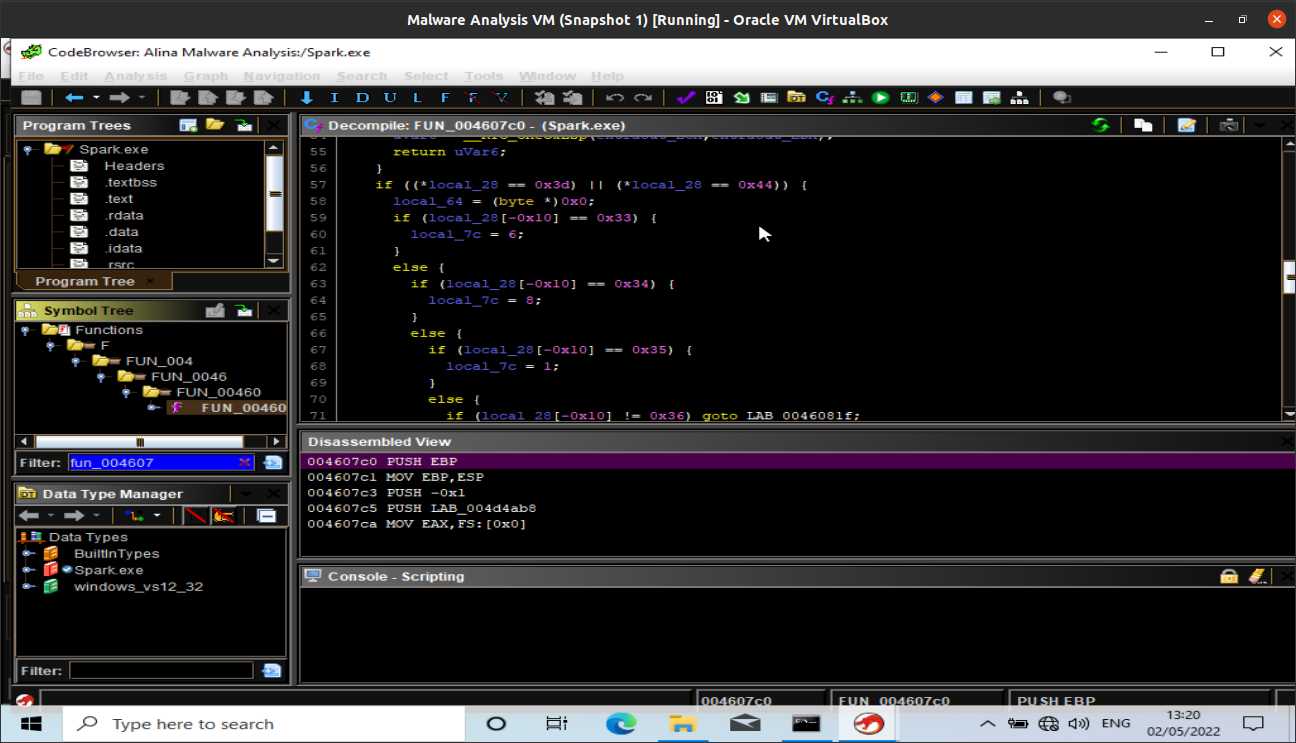 Malware Analysis VM (Snapshot 1) [Running] - Oracle VM VirtualBox
CodeBrowser: Alina Malware Analysis:/Spark.exe
File Edit Analysis Graph Navigation Search Select Tools Window Help
I D U L F
Program Trees
Spark.exe
Headers
.textbss
.text
.rdata
.data
.idata
.rsrc
Program Tree
Symbol Tree
Functions
F
FUN_004
FUN_0046
FUN_00460
FUN_00460
Filter: fun_004607
Data Type Manager
Data Types
BuiltInTypes
Spark.exe
windows_vs12_32
Filter:
Decompile: FUN_004607c0 - (Spark.exe)
55 return uVar6;
56 }
57 if ((*local_28 == 0x3d) || (*local_28 == 0x44)) {
58 local_64 = (byte *)0x0;
59 if (local_28[-0x10] == 0x33) {
60 local_7c = 6;
61 }
62 else {
63 if (local_28[-0x10] == 0x34) {
64 local_7c = 8;
65 }
66 else {
67 if (local_28[-0x10] == 0x35) {
68 local_7c = 1;
69 }
70 else {
71 if (local_28[-0x10] != 0x36) goto LAB_0046081f;
Disassembled View
004607c0 PUSH EBP
004607c1 MOV EBP,ESP
004607c3 PUSH -0x1
004607c5 PUSH LAB_004d4ab8
004607ca MOV EAX,FS:[0x0]
Console - Scripting
004607c0 FUN_004607c0 PUSH EBP
Type here to search
ENG
13:20
02/05/2022